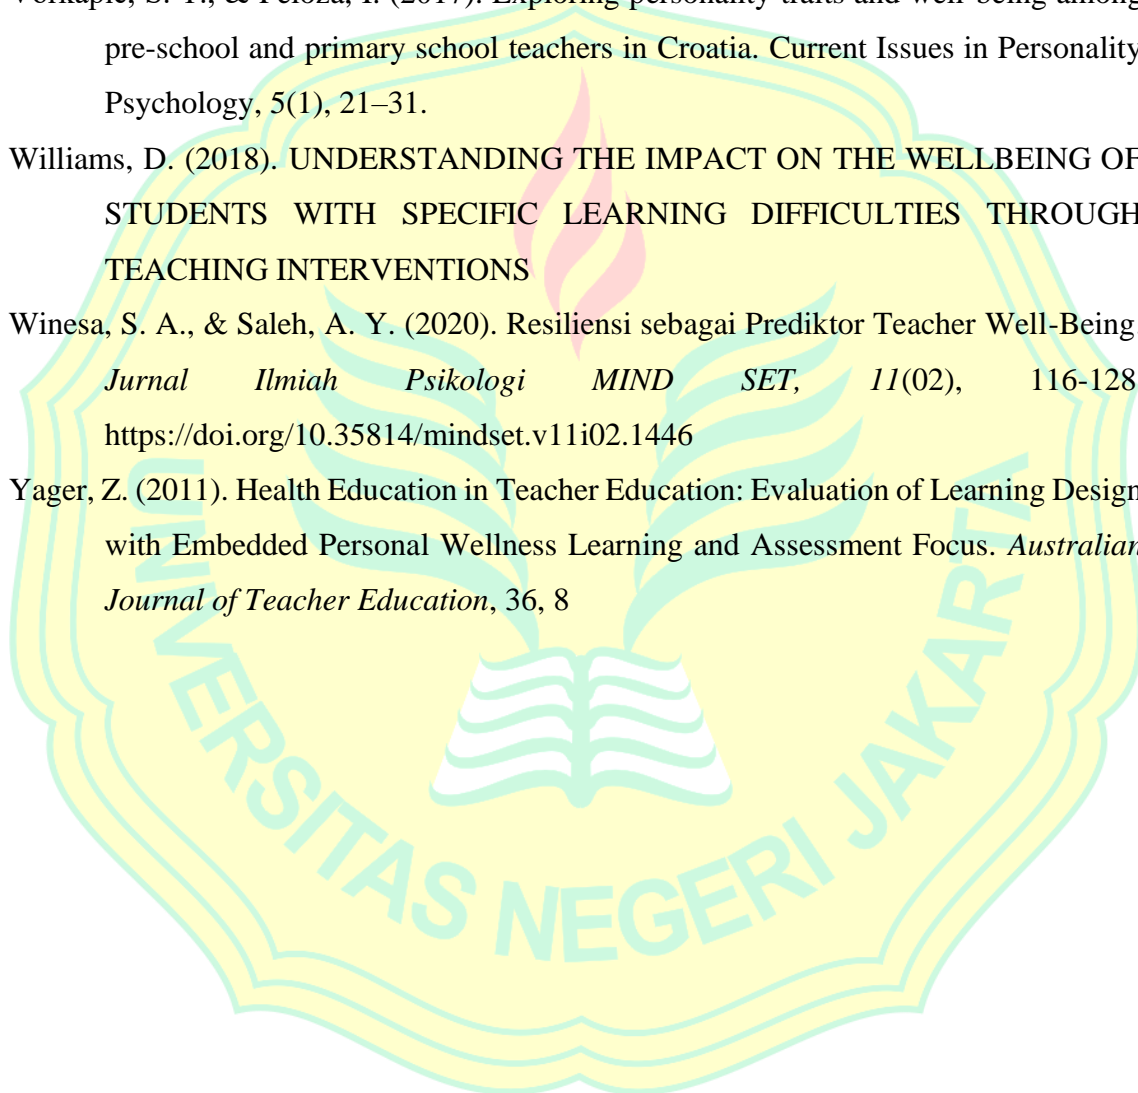 pre-school and primary school teachers in Croatia. Current Issues in Personality
Psychology, 5(1), 21–31.
Williams, D. (2018). UNDERSTANDING THE IMPACT ON THE WELLBEING OF
STUDENTS WITH SPECIFIC LEARNING DIFFICULTIES THROUGH
TEACHING INTERVENTIONS
Winesa, S. A., & Saleh, A. Y. (2020). Resiliensi sebagai Prediktor Teacher Well-Being.
Jurnal Ilmiah Psikologi MIND SET, 11(02), 116-128.
https://doi.org/10.35814/mindset.v11i02.1446
Yager, Z. (2011). Health Education in Teacher Education: Evaluation of Learning Design
with Embedded Personal Wellness Learning and Assessment Focus. Australian
Journal of Teacher Education, 36, 8
UNIVERSITAS NEGERI JAKARTA